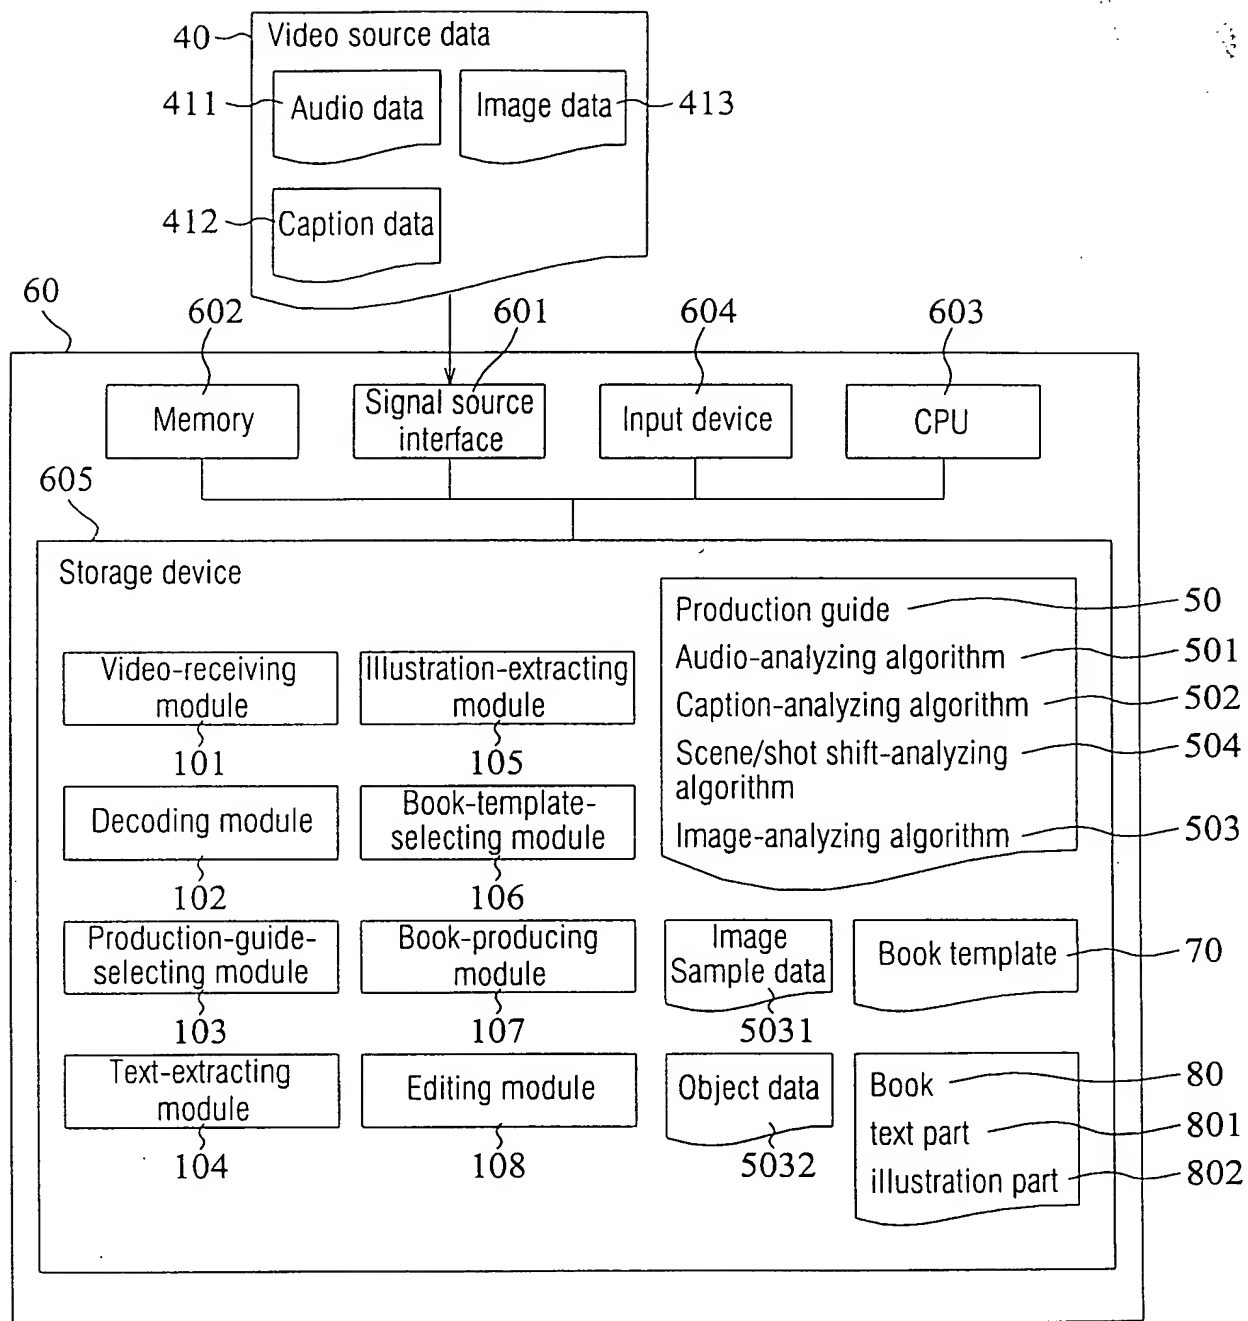 40
Video source data
411
Audio data
Image data
413
412
Caption data
60
602
601
604
603
Memory
Signal source
interface
Input device
CPU
605
Storage device
Production guide
50
Audio-analyzing algorithm
501
Caption-analyzing algorithm
502
Scene/shot shift-analyzing
algorithm
504
Image-analyzing algorithm
503
Video-receiving
module
101
Illustration-extracting
module
105
Decoding module
102
Book-template-
selecting module
106
Production-guide-
selecting module
103
Book-producing
module
107
Image
Sample data
5031
Book template
70
Text-extracting
module
104
Editing module
108
Object data
5032
Book
80
text part
801
illustration part
802